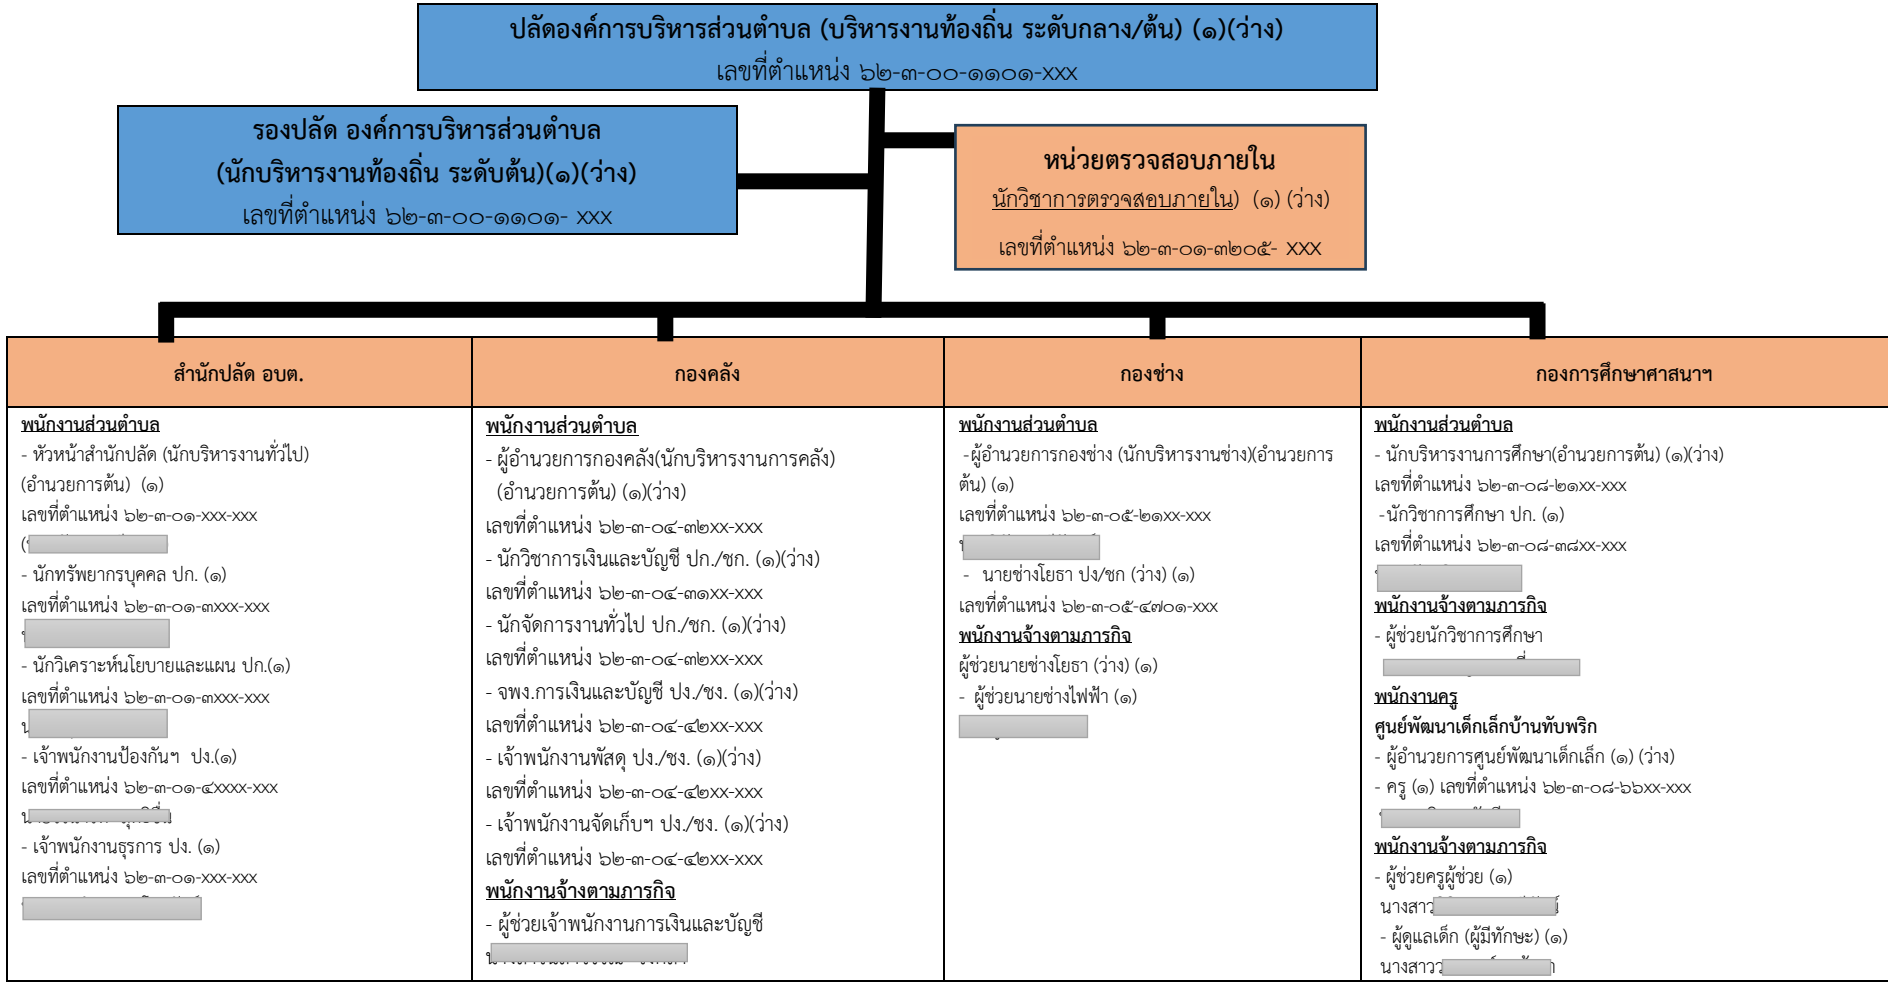 ปลัดองค์การบริหารส่วนตำบล (บริหารงานท้องถิ่น ระดับกลาง/ต้น) (๑)(ว่าง)
เลขที่ตำแหน่ง ๖๒-๓-๐๐-๑๑๐๑-xxx
รองปลัด องค์การบริหารส่วนตำบล
(นักบริหารงานท้องถิ่น ระดับต้น)(๑)(ว่าง)
เลขที่ตำแหน่ง ๖๒-๓-๐๐-๑๑๐๑- xxx
หน่วยตรวจสอบภายใน
นักวิชาการตรวจสอบภายใน) (๑) (ว่าง)
เลขที่ตำแหน่ง ๖๒-๓-๐๑-๓๒๐๕- XXX
สำนักปลัด อบต.
พนักงานส่วนตำบล
- หัวหน้าสำนักปลัด (นักบริหารงานทั่วไป)
(อำนวยการต้น) (๑)
เลขที่ตำแหน่ง ๖๒-๓-๐๑-xxx-xxx
- นักทรัพยากรบุคคล ปก. (๑)
เลขที่ตำแหน่ง ๖๒-๓-๐๑-๓xxx-xxx
- นักวิเคราะห์นโยบายและแผน ปก.(๑)
เลขที่ตำแหน่ง ๖๒-๓-๐๑-๓xxx-xxx
- เจ้าพนักงานป้องกันฯ ปง.(๑)
เลขที่ตำแหน่ง ๖๒-๓-๐๑-๔xxxx-xxx
- เจ้าพนักงานธุรการ ปง. (๑)
เลขที่ตำแหน่ง ๖๒-๓-๐๑-xxx-xxx
กองคลัง
พนักงานส่วนตำบล
- ผู้อำนวยการกองคลัง(นักบริหารงานการคลัง)
(อำนวยการต้น) (๑)(ว่าง)
เลขที่ตำแหน่ง ๖๒-๓-๐๔-๓๒xx-xxx
- นักวิชาการเงินและบัญชี ปก./ชก. (๑)(ว่าง)
เลขที่ตำแหน่ง ๖๒-๓-๐๔-๓๑xx-xxx
- นักจัดการงานทั่วไป ปก./ชก. (๑)(ว่าง)
เลขที่ตำแหน่ง ๖๒-๓-๐๔-๓๒xx-xxx
- จพง.การเงินและบัญชี ปง./ชง. (๑)(ว่าง)
เลขที่ตำแหน่ง ๖๒-๓-๐๔-๔๒xx-xxx
- เจ้าพนักงานพัสดุ ปง./ชง. (๑)(ว่าง)
เลขที่ตำแหน่ง ๖๒-๓-๐๔-๔๒xx-xxx
- เจ้าพนักงานจัดเก็บฯ ปง./ชง. (๑)(ว่าง)
เลขที่ตำแหน่ง ๖๒-๓-๐๔-๔๒xx-xxx
พนักงานจ้างตามภารกิจ
- ผู้ช่วยเจ้าพนักงานการเงินและบัญชี
กองช่าง
พนักงานส่วนตำบล
-ผู้อำนวยการกองช่าง (นักบริหารงานช่าง)(อำนวยการ
ต้น) (๑)
เลขที่ตำแหน่ง ๖๒-๓-๐๕-๒๑xx-xxx
- นายช่างโยธา ปง/ชก (ว่าง) (๑)
เลขที่ตำแหน่ง ๖๒-๓-๐๕-๔๗๐๑-xxx
พนักงานจ้างตามภารกิจ
ผู้ช่วยนายช่างโยธา (ว่าง) (๑)
- ผู้ช่วยนายช่างไฟฟ้า (๑)
กองการศึกษาศาสนาฯ
พนักงานส่วนตำบล
- นักบริหารงานการศึกษา(อำนวยการต้น) (๑)(ว่าง)
เลขที่ตำแหน่ง ๖๒-๓-๐๘-๒๑xx-xxx
-นักวิชาการศึกษา ปก. (๑)
เลขที่ตำแหน่ง ๖๒-๓-๐๘-๓๘xx-xxx
พนักงานจ้างตามภารกิจ
- ผู้ช่วยนักวิชาการศึกษา
พนักงานครู
ศูนย์พัฒนาเด็กเล็กบ้านทับพริก
- ผู้อำนวยการศูนย์พัฒนาเด็กเล็ก (๑) (ว่าง)
- ครู (๑) เลขที่ตำแหน่ง ๖๒-๓-๐๘-๖๖xx-xxx
พนักงานจ้างตามภารกิจ
- ผู้ช่วยครูผู้ช่วย (๑)
นางสาว
- ผู้ดูแลเด็ก (ผู้มีทักษะ) (๑)
นางสาว